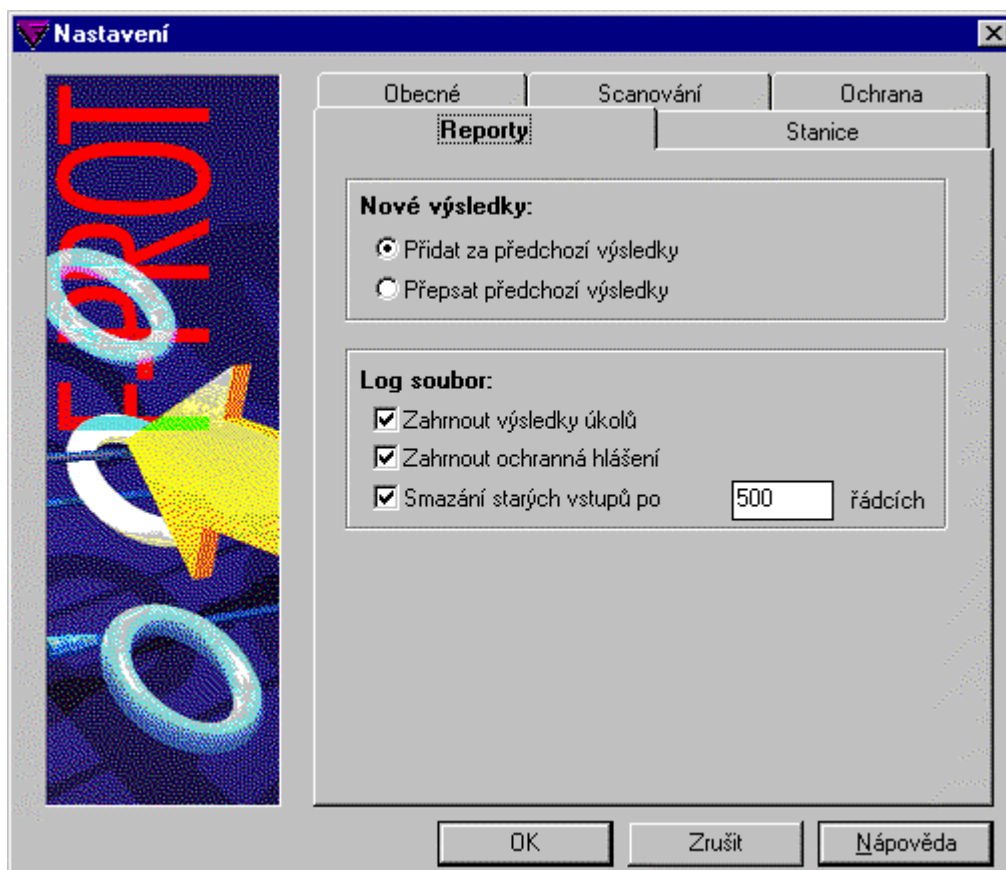 Nastavení
F-PROT
Obecné
Scanování
Ochrana
Reporty
Stanice
Nové výsledky:
Přidat za předchozí výsledky
Přepsat předchozí výsledky
Log soubor:
Zahrnout výsledky úkolů
Zahrnout ochranná hlášení
Smazání starých vstupů po 500 řádcích
OK
Zrušit
Nápověda